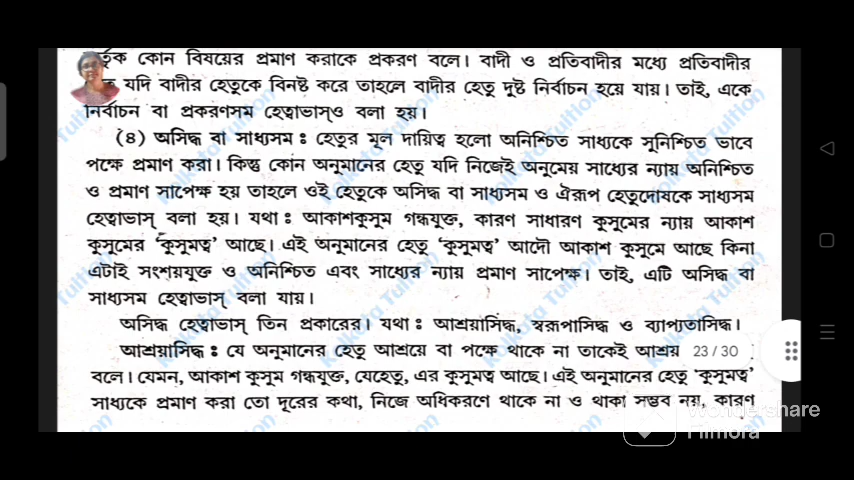 কোন বিষয়ের প্রমাণ করাকে প্রকরণ বলে। বাদী ও প্রতিবাদীর মধ্যে প্রতিবাদীর
যদি বাদীর হেতুকে বিনষ্ট করে তাহলে বাদীর হেতু দুষ্ট নির্বাচন হয়ে যায়। তাই, একে
নির্বাচন বা প্রকরণসম হেত্বাভাসও বলা হয়।
(৪) অসিদ্ধ বা সাধ্যসম : হেতুর মূল দায়িত্ব হলো অনিশ্চিত সাধ্যকে সুনিশ্চিত ভাবে
পক্ষে প্রমাণ করা। কিন্তু কোন অনুমানের হেতু যদি নিজেই অনুমেয় সাধ্যের ন্যায় অনিশ্চিত
ও প্রমাণ সাপেক্ষ হয় তাহলে ওই হেতুকে অসিদ্ধ বা সাধ্যসম ও ঐরূপ হেতুদোষকে সাধ্যসম
হেত্বাভাস্ বলা হয়। যথা : আকাশকুসুম গন্ধযুক্ত, কারণ সাধারণ কুসুমের ন্যায় আকাশ
কুসুমের 'কুসুমত্ব' আছে। এই অনুমানের হেতু 'কুসুমত্ব' আদৌ আকাশ কুসুমে আছে কিনা
এটাই সংশয়যুক্ত ও অনিশ্চিত এবং সাধ্যের ন্যায় প্রমাণ সাপেক্ষ। তাই, এটি অসিদ্ধ বা
সাধ্যসম হেত্বাভাস্ বলা যায়।
অসিদ্ধ হেত্বাভাস্ তিন প্রকারের। যথা : আশ্রয়াসিদ্ধ, স্বরূপাসিদ্ধ ও ব্যাপ্যতাসিদ্ধ।
আশ্রয়াসিদ্ধ : যে অনুমানের হেতু আশ্রয়ে বা পক্ষে থাকে না তাকেই আশ্রয় 23/30
বলে। যেমন, আকাশ কুসুম গন্ধযুক্ত, যেহেতু, এর কুসুমত্ব আছে। এই অনুমানের হেতু 'কুসুমত্ব'
সাধ্যকে প্রমাণ করা তো দূরের কথা, নিজে অধিকরণে থাকে না ও থাকা সম্ভব নয়, কারণ
Wondershare
Filmora
Kolkata Tuition